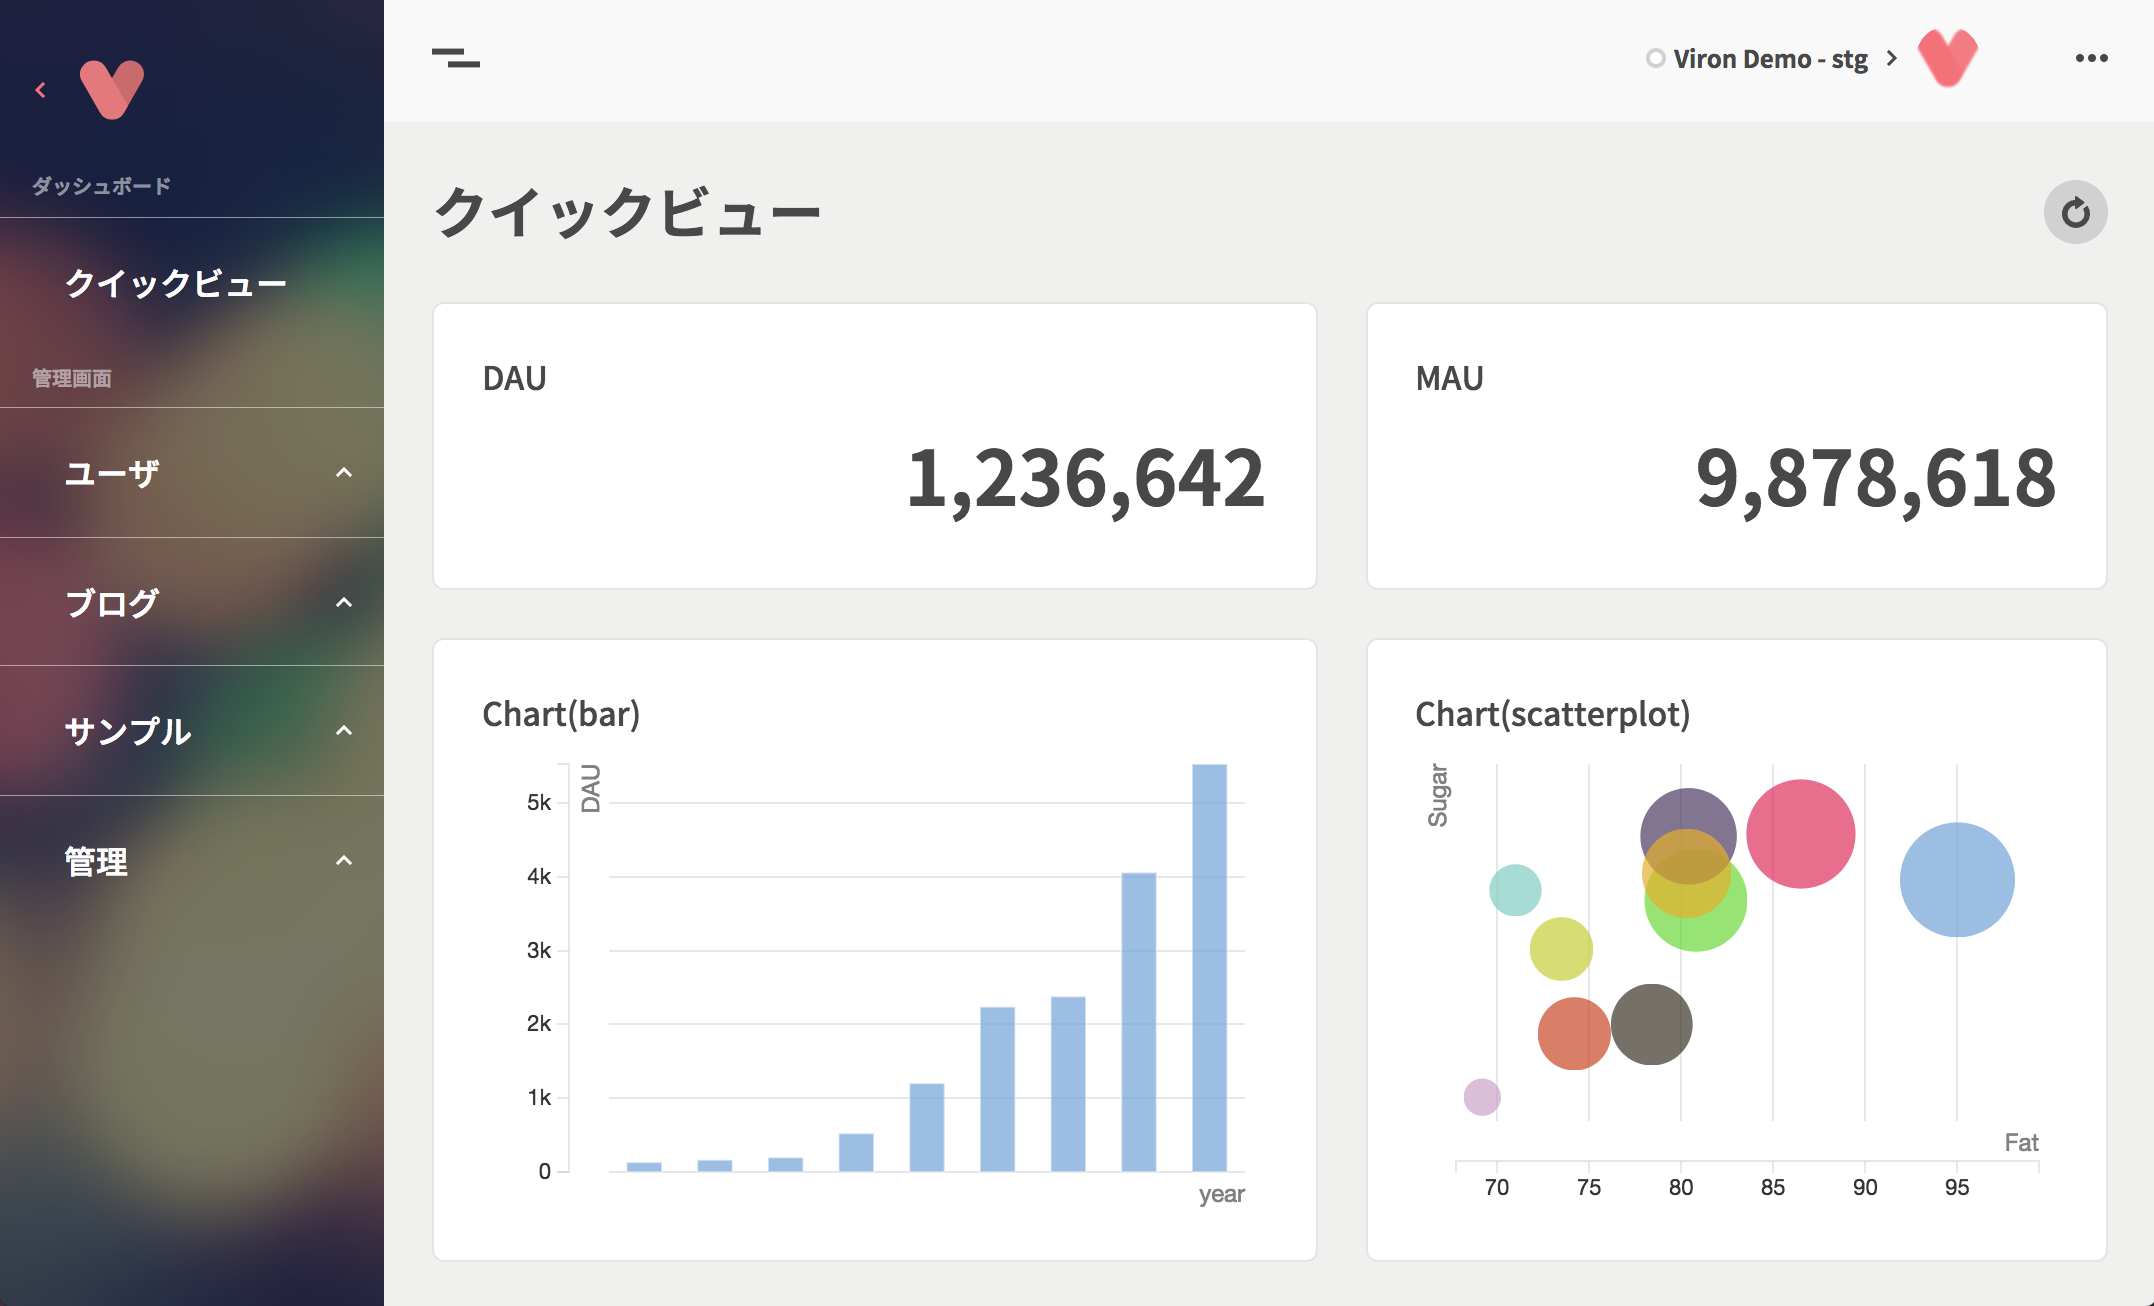 Viron Demo - stg
ダッシュボード
クイックビュー
管理画面
ユーザ
ブログ
サンプル
管理
クイックビュー
DAU
1,236,642
MAU
9,878,618
Chart(bar)
DAU
5k
4k
3k
2k
1k
0
year
Chart(scatterplot)
Sugar
Fat
70 75 80 85 90 95